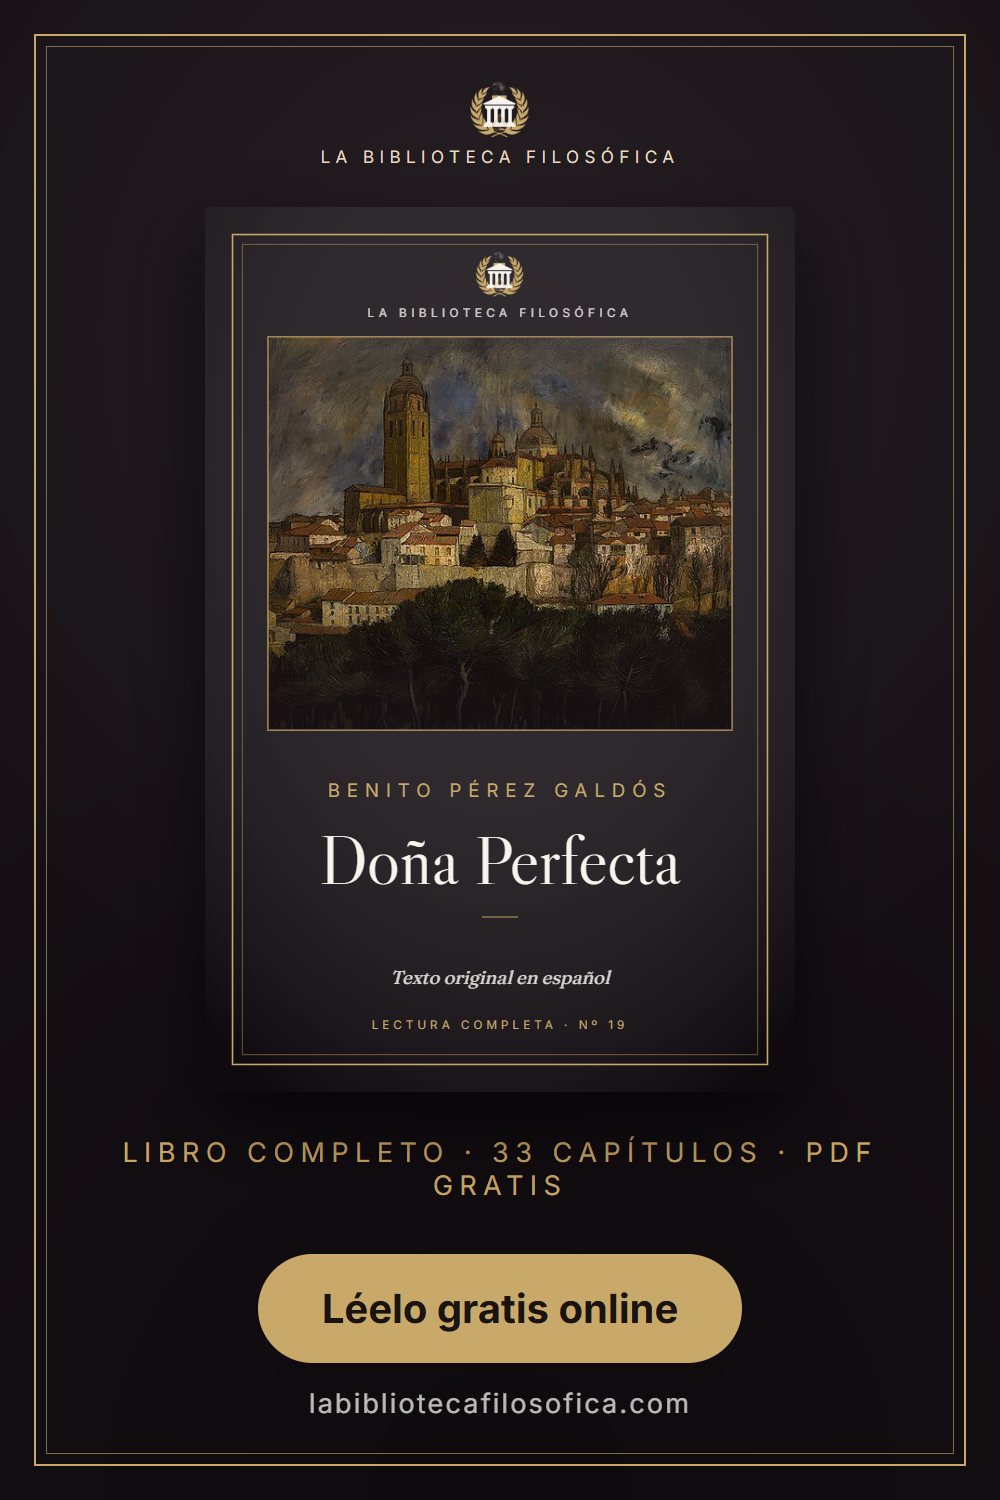 LA BIBLIOTECA FILOSÓFICA
LA BIBLIOTECA FILOSÓFICA
BENITO PÉREZ GALDÓS
Doña Perfecta
Texto original en español
LECTURA COMPLETA · Nº 19
LIBRO COMPLETO · 33 CAPÍTULOS · PDF
GRATIS
Léelo gratis online
labibliotecafilosofica.com